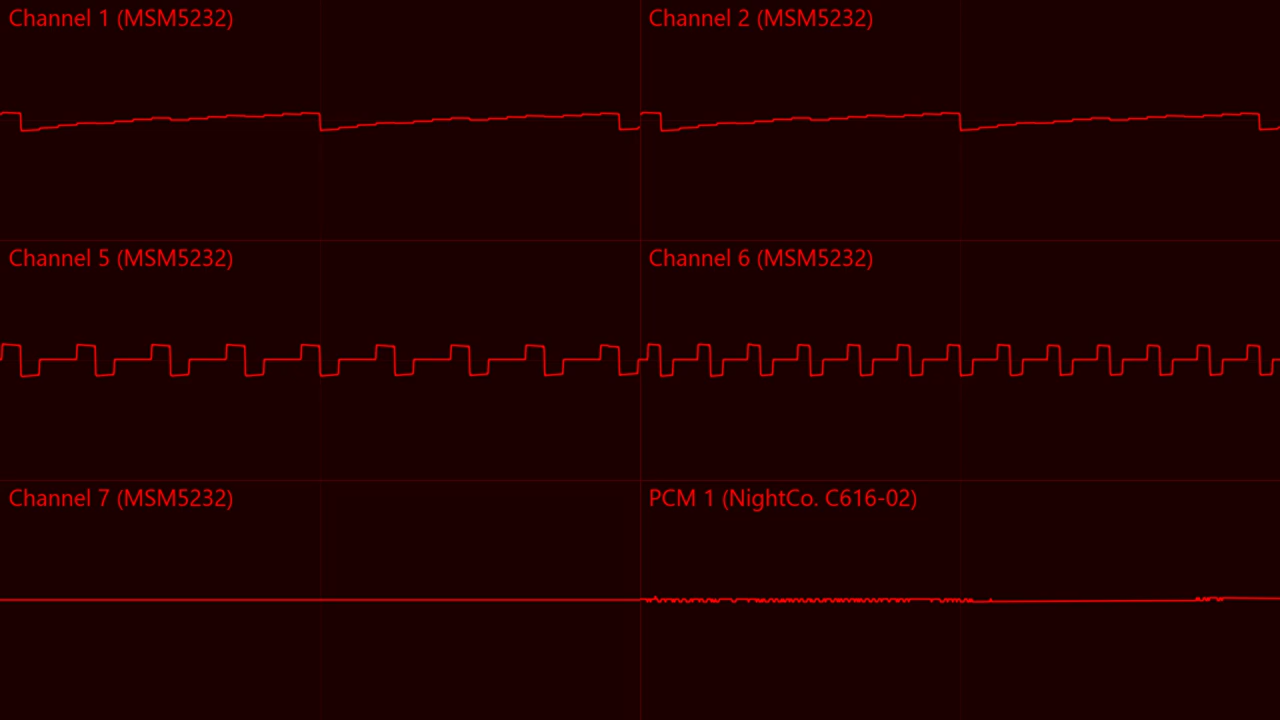 Channel 1 (MSM5232)
Channel 2 (MSM5232)
Channel 5 (MSM5232)
Channel 6 (MSM5232)
Channel 7 (MSM5232)
PCM 1 (NightCo. C616-02)